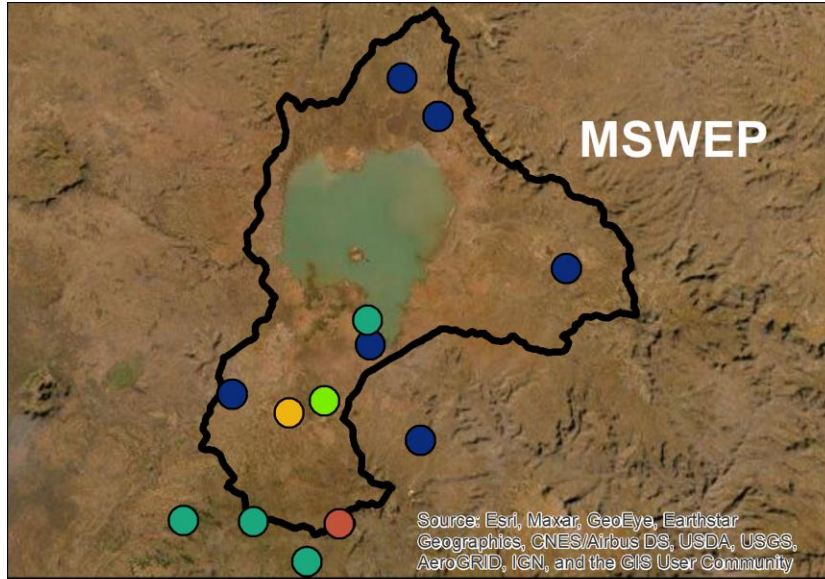 MSWEP
Source: Esri, Maxar, GeoEye, Earthstar
Geographics, CNES/Airbus DS, USDA, USGS,
AeroGRID, IGN, and the GIS User Community